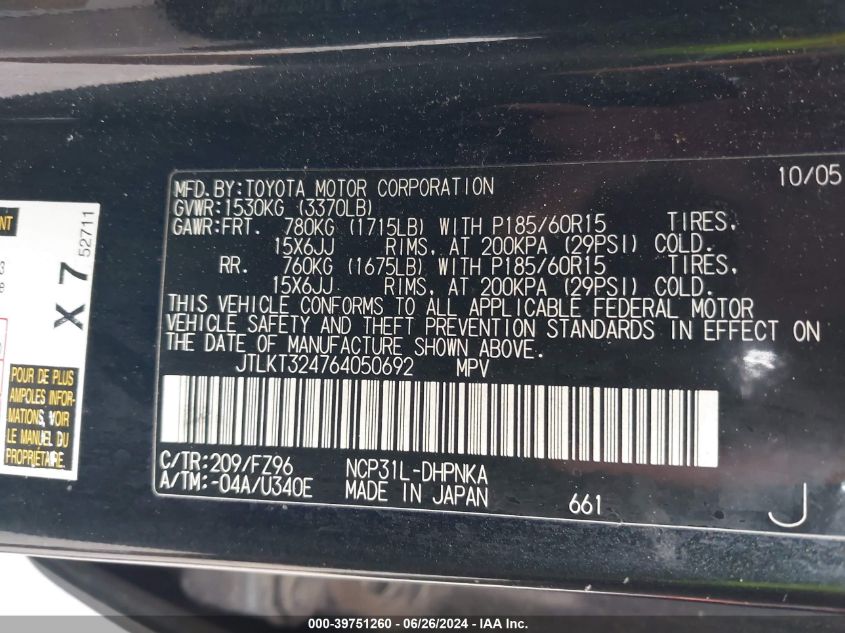 10/05
MFD. BY: TOYOTA MOTOR CORPORATION
GVWR: 1530KG (3370LB)
GAWR: FRT. 780KG (1715LB) WITH P185/60R15 TIRES,
15X6JJ RIMS, AT 200KPA (29PSI) COLD.
RR. 760KG (1675LB) WITH P185/60R15 TIRES,
15X6JJ RIMS, AT 200KPA (29PSI) COLD.
THIS VEHICLE CONFORMS TO ALL APPLICABLE FEDERAL MOTOR
VEHICLE SAFETY AND THEFT PREVENTION STANDARDS IN EFFECT ON
THE DATE OF MANUFACTURE SHOWN ABOVE.
JTLKT324764050692 MPV
C/TR: 209/FZ96 NCP31L-DHPNKA
A/TM: -04A/U340E MADE IN JAPAN
661 J
X 7
52711
POUR DE PLUS
AMPLES INFOR-
MATIONS, VOIR
LE MANUEL DU
PROPRIÉTAIRE.
000-39751260 - 06/26/2024 - IAA Inc.